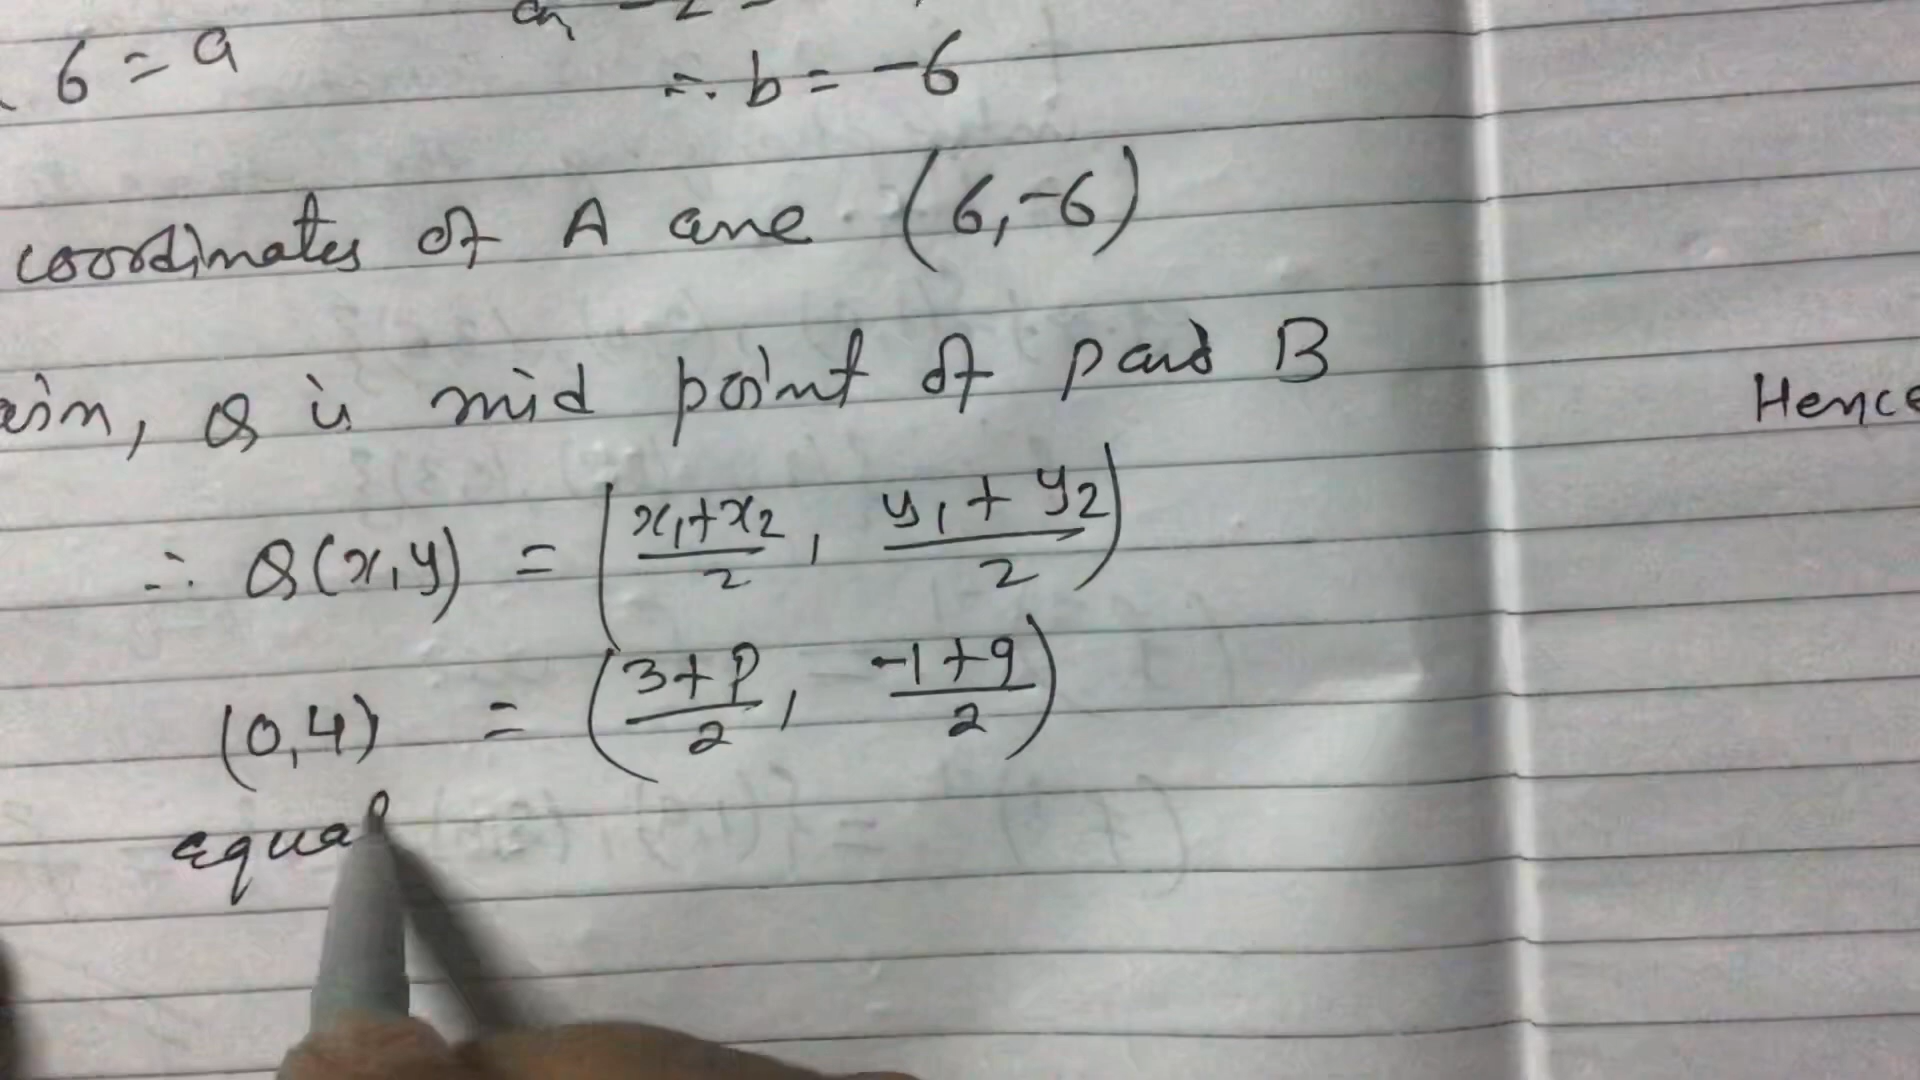 6 = a
∴ b = -6
coordinates of A are (6, -6)
Q is mid point of P and B
Hence
∴ Q(x, y) = (x₁+x₂/2, y₁+y₂/2)
(0,4) = (3+p/2, -1+q/2)
equal